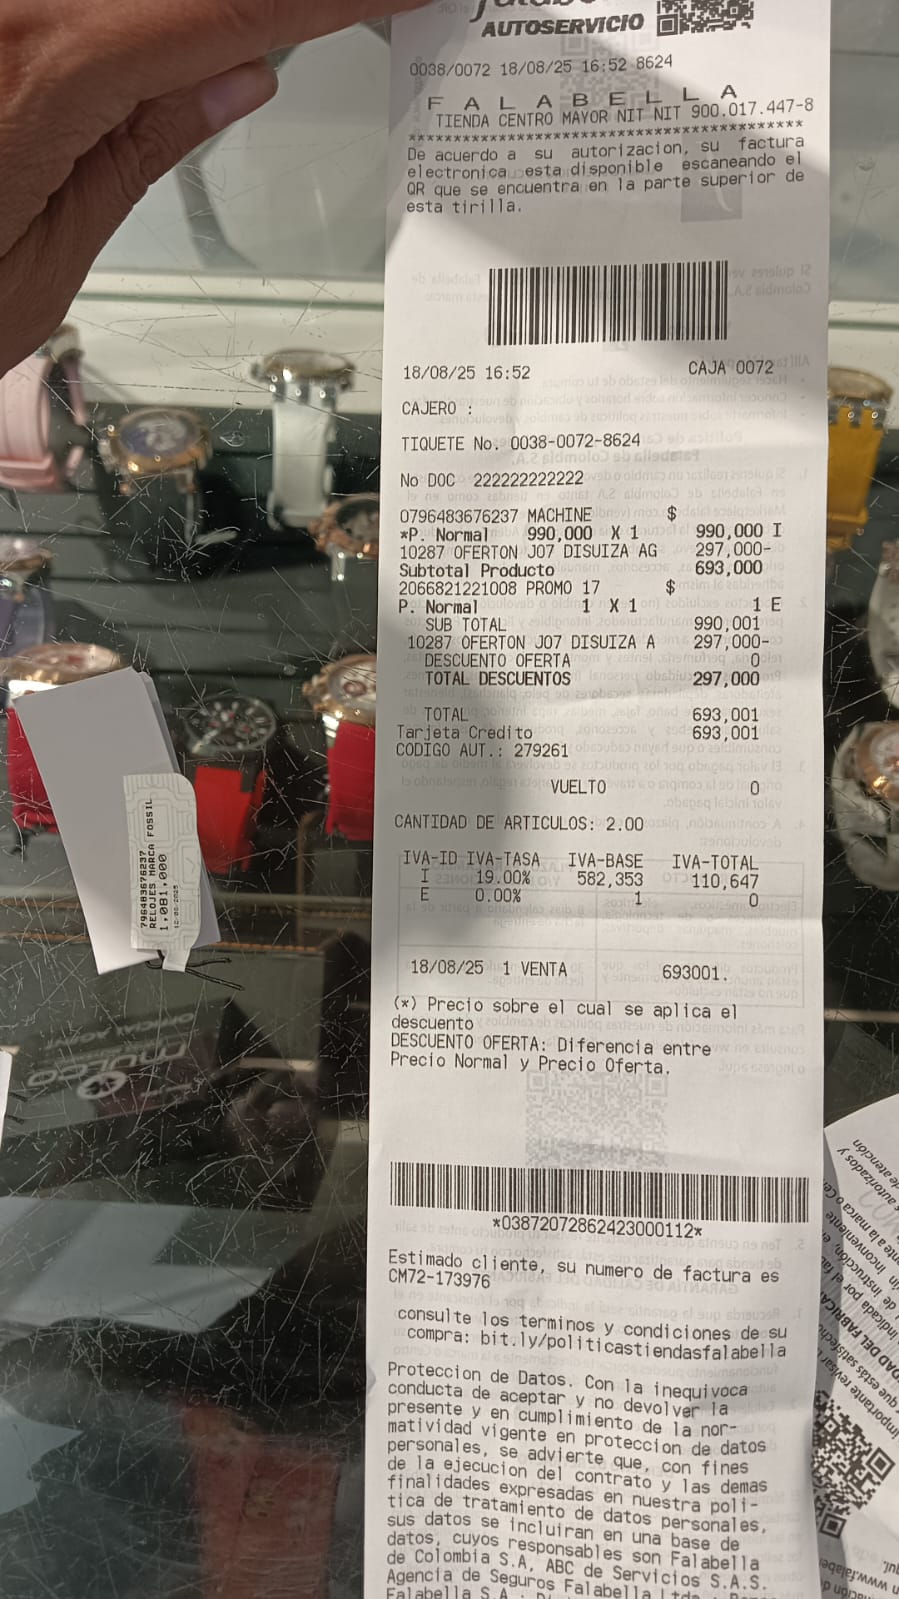 AUTOSERVICIO
0038/0072 18/08/25 16:52 8624
F A L A B E L L A
TIENDA CENTRO MAYOR NIT NIT 900.017.447-8
******************************************
De acuerdo a su autorizacion, su factura
electronica esta disponible escaneando el
QR que se encuentra en la parte superior de
esta tirilla.
18/08/25 16:52 CAJA 0072
CAJERO :
TIQUETE No. 0038-0072-8624
No DOC 222222222222
0796483676237 MACHINE $
*P. Normal 990,000 X 1 990,000 I
10287 OFERTON J07 DISUIZA AG 297,000-
Subtotal Producto 693,000
2066821221008 PROMO 17 $
P. Normal 1 X 1 1 E
SUB TOTAL 990,001
10287 OFERTON J07 DISUIZA A 297,000-
DESCUENTO OFERTA 0
TOTAL DESCUENTOS 297,000
TOTAL 693,001
Tarjeta Credito 693,001
CODIGO AUT.: 279261
VUELTO 0
CANTIDAD DE ARTICULOS: 2.00
IVA-ID IVA-TASA IVA-BASE IVA-TOTAL
I 19.00% 582,353 110,647
E 0.00% 1 0
18/08/25 1 VENTA 693001.
(*) Precio sobre el cual se aplica el
descuento
DESCUENTO OFERTA: Diferencia entre
Precio Normal y Precio Oferta.
*03872072862423000112*
Estimado cliente, su numero de factura es
CM72-173976
consulte los terminos y condiciones de su
compra: bit.ly/politicastiendasfalabella
Proteccion de Datos. Con la inequivoca
conducta de aceptar y no devolver la
presente y en cumplimiento de la nor-
matividad vigente en proteccion de datos
personales, se advierte que, con fines
de la ejecucion del contrato y las demas
finalidades expresadas en nuestra poli-
tica de tratamiento de datos personales,
sus datos se incluiran en una base de
datos, cuyos responsables son Falabella
de Colombia S.A, ABC de Servicios S.A.S.
Agencia de Seguros Falabella Ltda
796483676237
RELOJES MARCA FOSSIL
1,081,000
MULCO